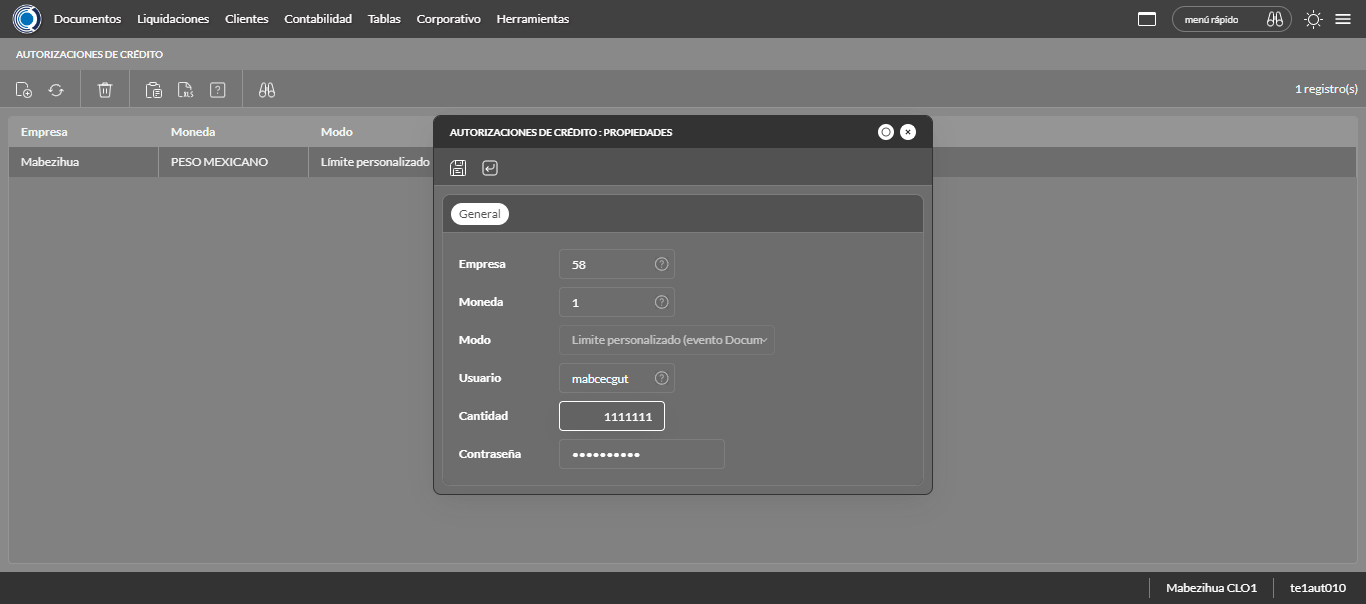 Documentos Liquidaciones Clientes Contabilidad Tablas Corporativo Herramientas menú rápido
AUTORIZACIONES DE CRÉDITO
XLS ? 1 registro(s)
Empresa Moneda Modo
Mabezihua PESO MEXICANO Límite personalizado
AUTORIZACIONES DE CRÉDITO : PROPIEDADES
General
Empresa 58 ?
Moneda 1 ?
Modo Limite personalizado (evento Docum
Usuario mabcecgut ?
Cantidad 1111111
Contraseña ••••••••••
Mabezihua CLO1 te1aut010